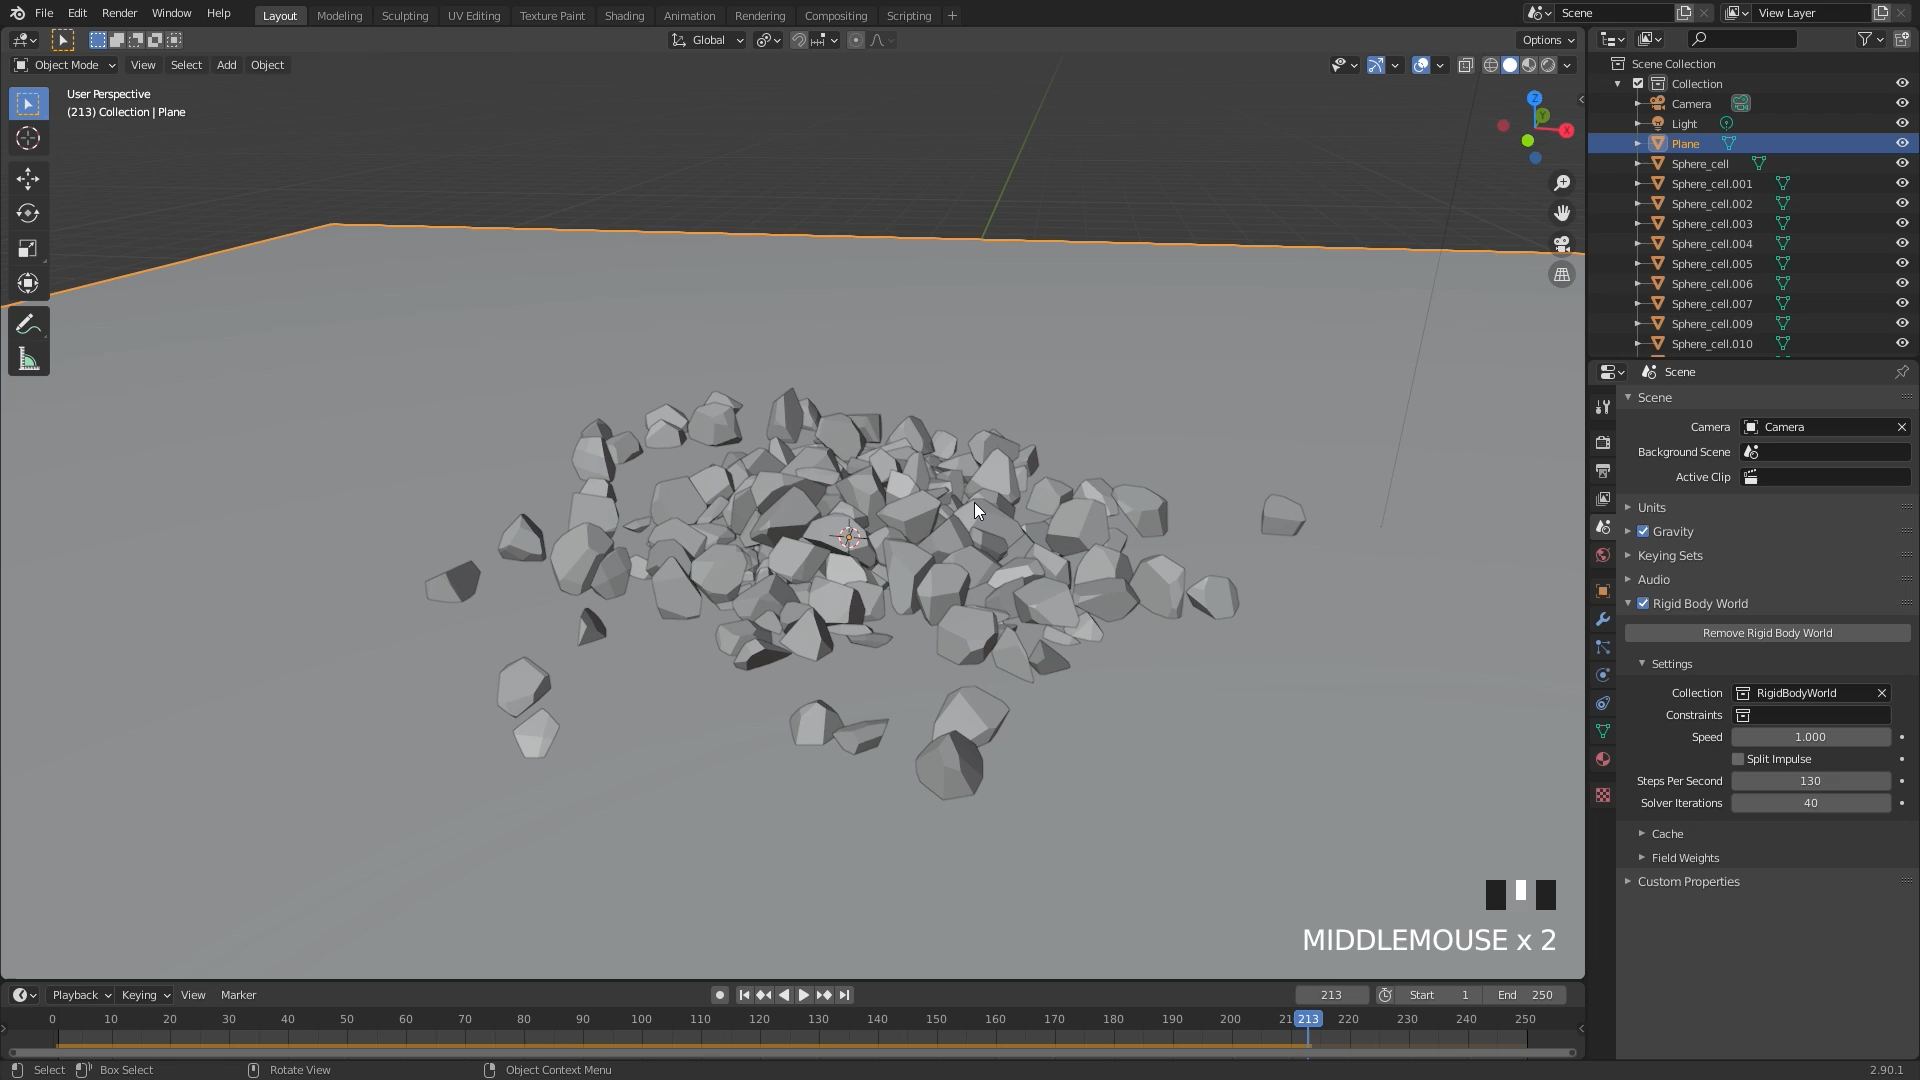 File Edit Render Window Help Layout Modeling Sculpting UV Editing Texture Paint Shading Animation Rendering Compositing Scripting + Scene View Layer
Global Options
Object Mode View Select Add Object
User Perspective
(213) Collection | Plane
Z
Y
X
Scene Collection
Collection
Camera
Light
Plane
Sphere_cell
Sphere_cell.001
Sphere_cell.002
Sphere_cell.003
Sphere_cell.004
Sphere_cell.005
Sphere_cell.006
Sphere_cell.007
Sphere_cell.009
Sphere_cell.010
Scene
Scene
Camera Camera
Background Scene
Active Clip
Units
Gravity
Keying Sets
Audio
Rigid Body World
Remove Rigid Body World
Settings
Collection RigidBodyWorld
Constraints
Speed 1.000
Split Impulse
Steps Per Second 130
Solver Iterations 40
Cache
Field Weights
Custom Properties
MIDDLEMOUSE x 2
Playback Keying View Marker 213 Start 1 End 250
0 10 20 30 40 50 60 70 80 90 100 110 120 130 140 150 160 170 180 190 200 21 213 220 230 240 250
Select Box Select Rotate View Object Context Menu 2.90.1